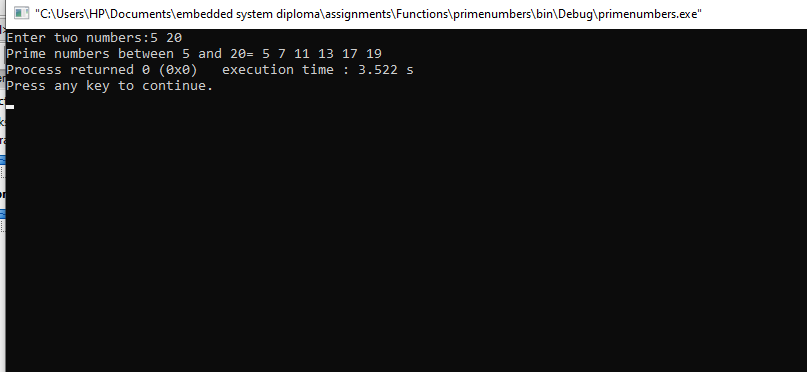 "C:\Users\HP\Documents\embedded system diploma\assignments\Functions\primenumbers\bin\Debug\primenumbers.exe"
Enter two numbers:5 20
Prime numbers between 5 and 20= 5 7 11 13 17 19
Process returned 0 (0x0)   execution time : 3.522 s
Press any key to continue.